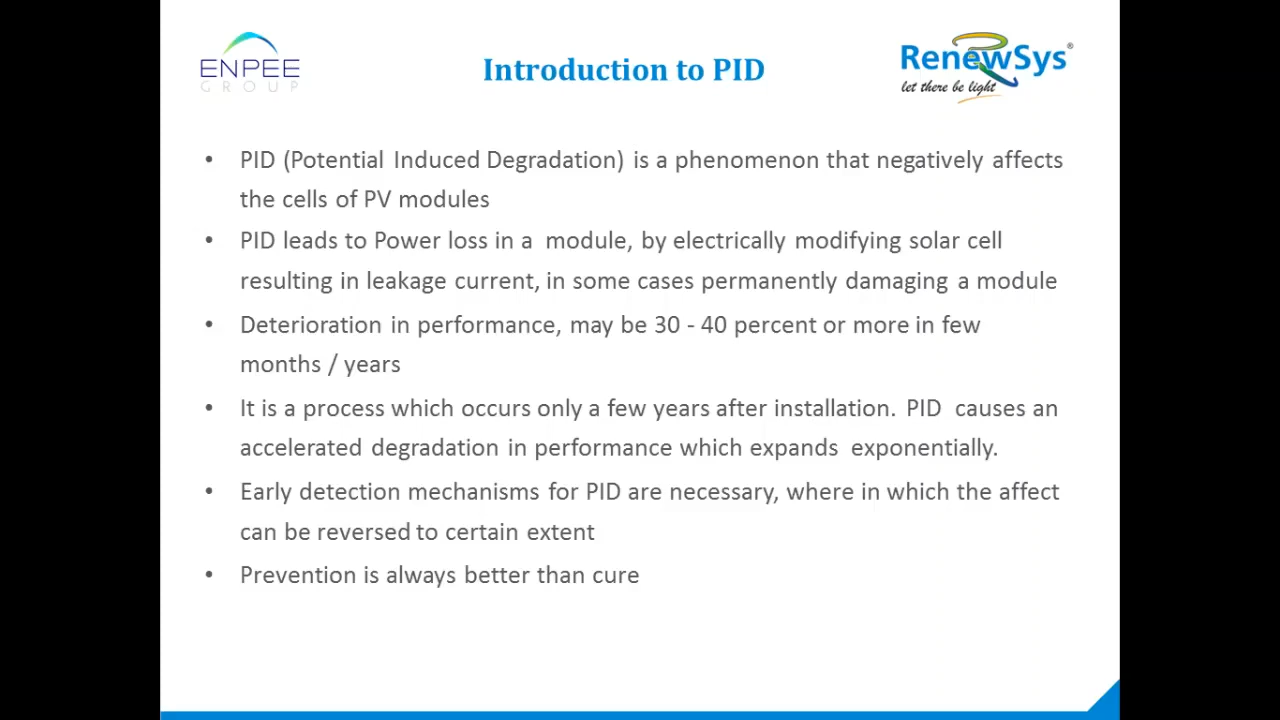 ENPEE
GROUP
Introduction to PID
RenewSys®
let there be light
• PID (Potential Induced Degradation) is a phenomenon that negatively affects
the cells of PV modules
• PID leads to Power loss in a module, by electrically modifying solar cell
resulting in leakage current, in some cases permanently damaging a module
• Deterioration in performance, may be 30 - 40 percent or more in few
months / years
• It is a process which occurs only a few years after installation. PID causes an
accelerated degradation in performance which expands exponentially.
• Early detection mechanisms for PID are necessary, where in which the affect
can be reversed to certain extent
• Prevention is always better than cure